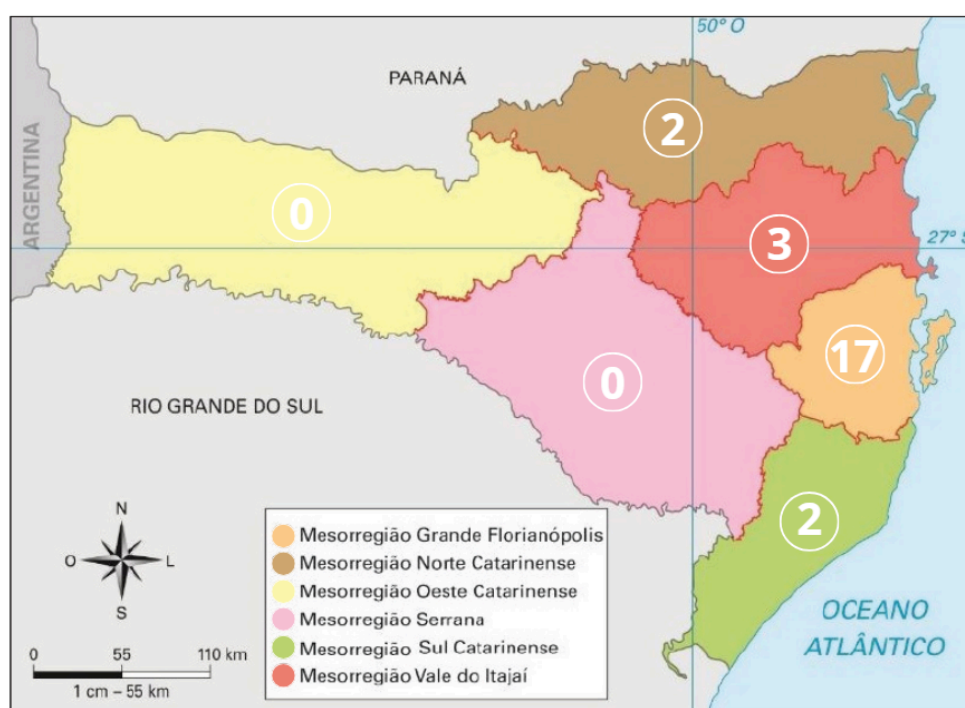 50° O
PARANÁ
ARGENTINA
2
0
3
27° S
17
0
RIO GRANDE DO SUL
2
N
O L
S
Mesorregião Grande Florianópolis
Mesorregião Norte Catarinense
Mesorregião Oeste Catarinense
Mesorregião Serrana
Mesorregião Sul Catarinense
Mesorregião Vale do Itajaí
OCEANO
ATLÂNTICO
0 55 110 km
1 cm – 55 km